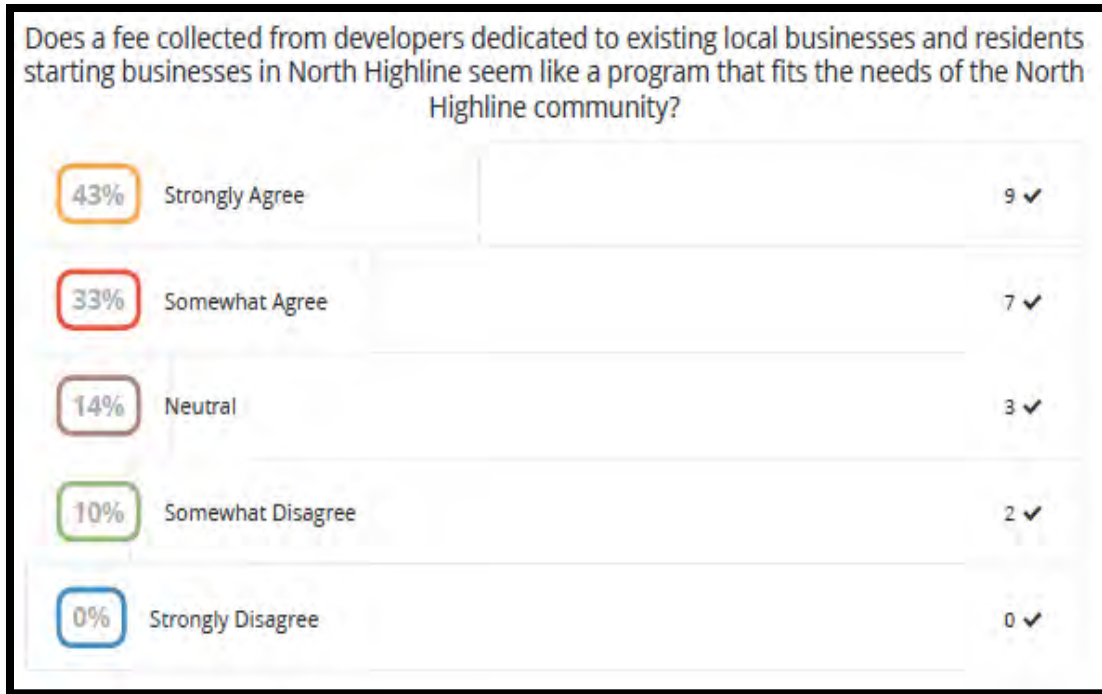 Does a fee collected from developers dedicated to existing local businesses and residents
starting businesses in North Highline seem like a program that fits the needs of the North
Highline community?
43% Strongly Agree 9 ✔
33% Somewhat Agree 7 ✔
14% Neutral 3 ✔
10% Somewhat Disagree 2 ✔
0% Strongly Disagree 0 ✔